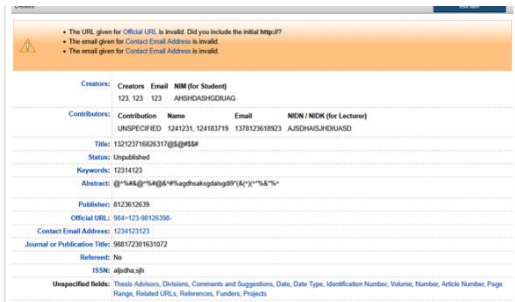 Details
Edit item
• The URL given for Official URL is invalid. Did you include the initial http://?
• The email given for Contact Email Address is invalid.
• The email given for Contact Email Address is invalid.
Creators: Creators Email NIM (for Student)
123, 123 123 AHSHDASHGDIUAG
Contributors: Contribution Name Email NIDN / NIDK (for Lecturer)
UNSPECIFIED 1241231, 124183719 1378123618923 AJSDHAISJHDIUASD
Title: 132123716826317@$@#$$#
Status: Unpublished
Keywords: 12314123
Abstract:
Publisher: 8123612639
Official URL: 984=123-98126398-
Contact Email Address: 1234123123
Journal or Publication Title: 988172381631072
Refereed: No
ISSN: aljsdha;sjh
Unspecified fields: Thesis Advisors, Divisions, Comments and Suggestions, Date, Date Type, Identification Number, Volume, Number, Article Number, Page
Range, Related URLs, References, Funders, Projects